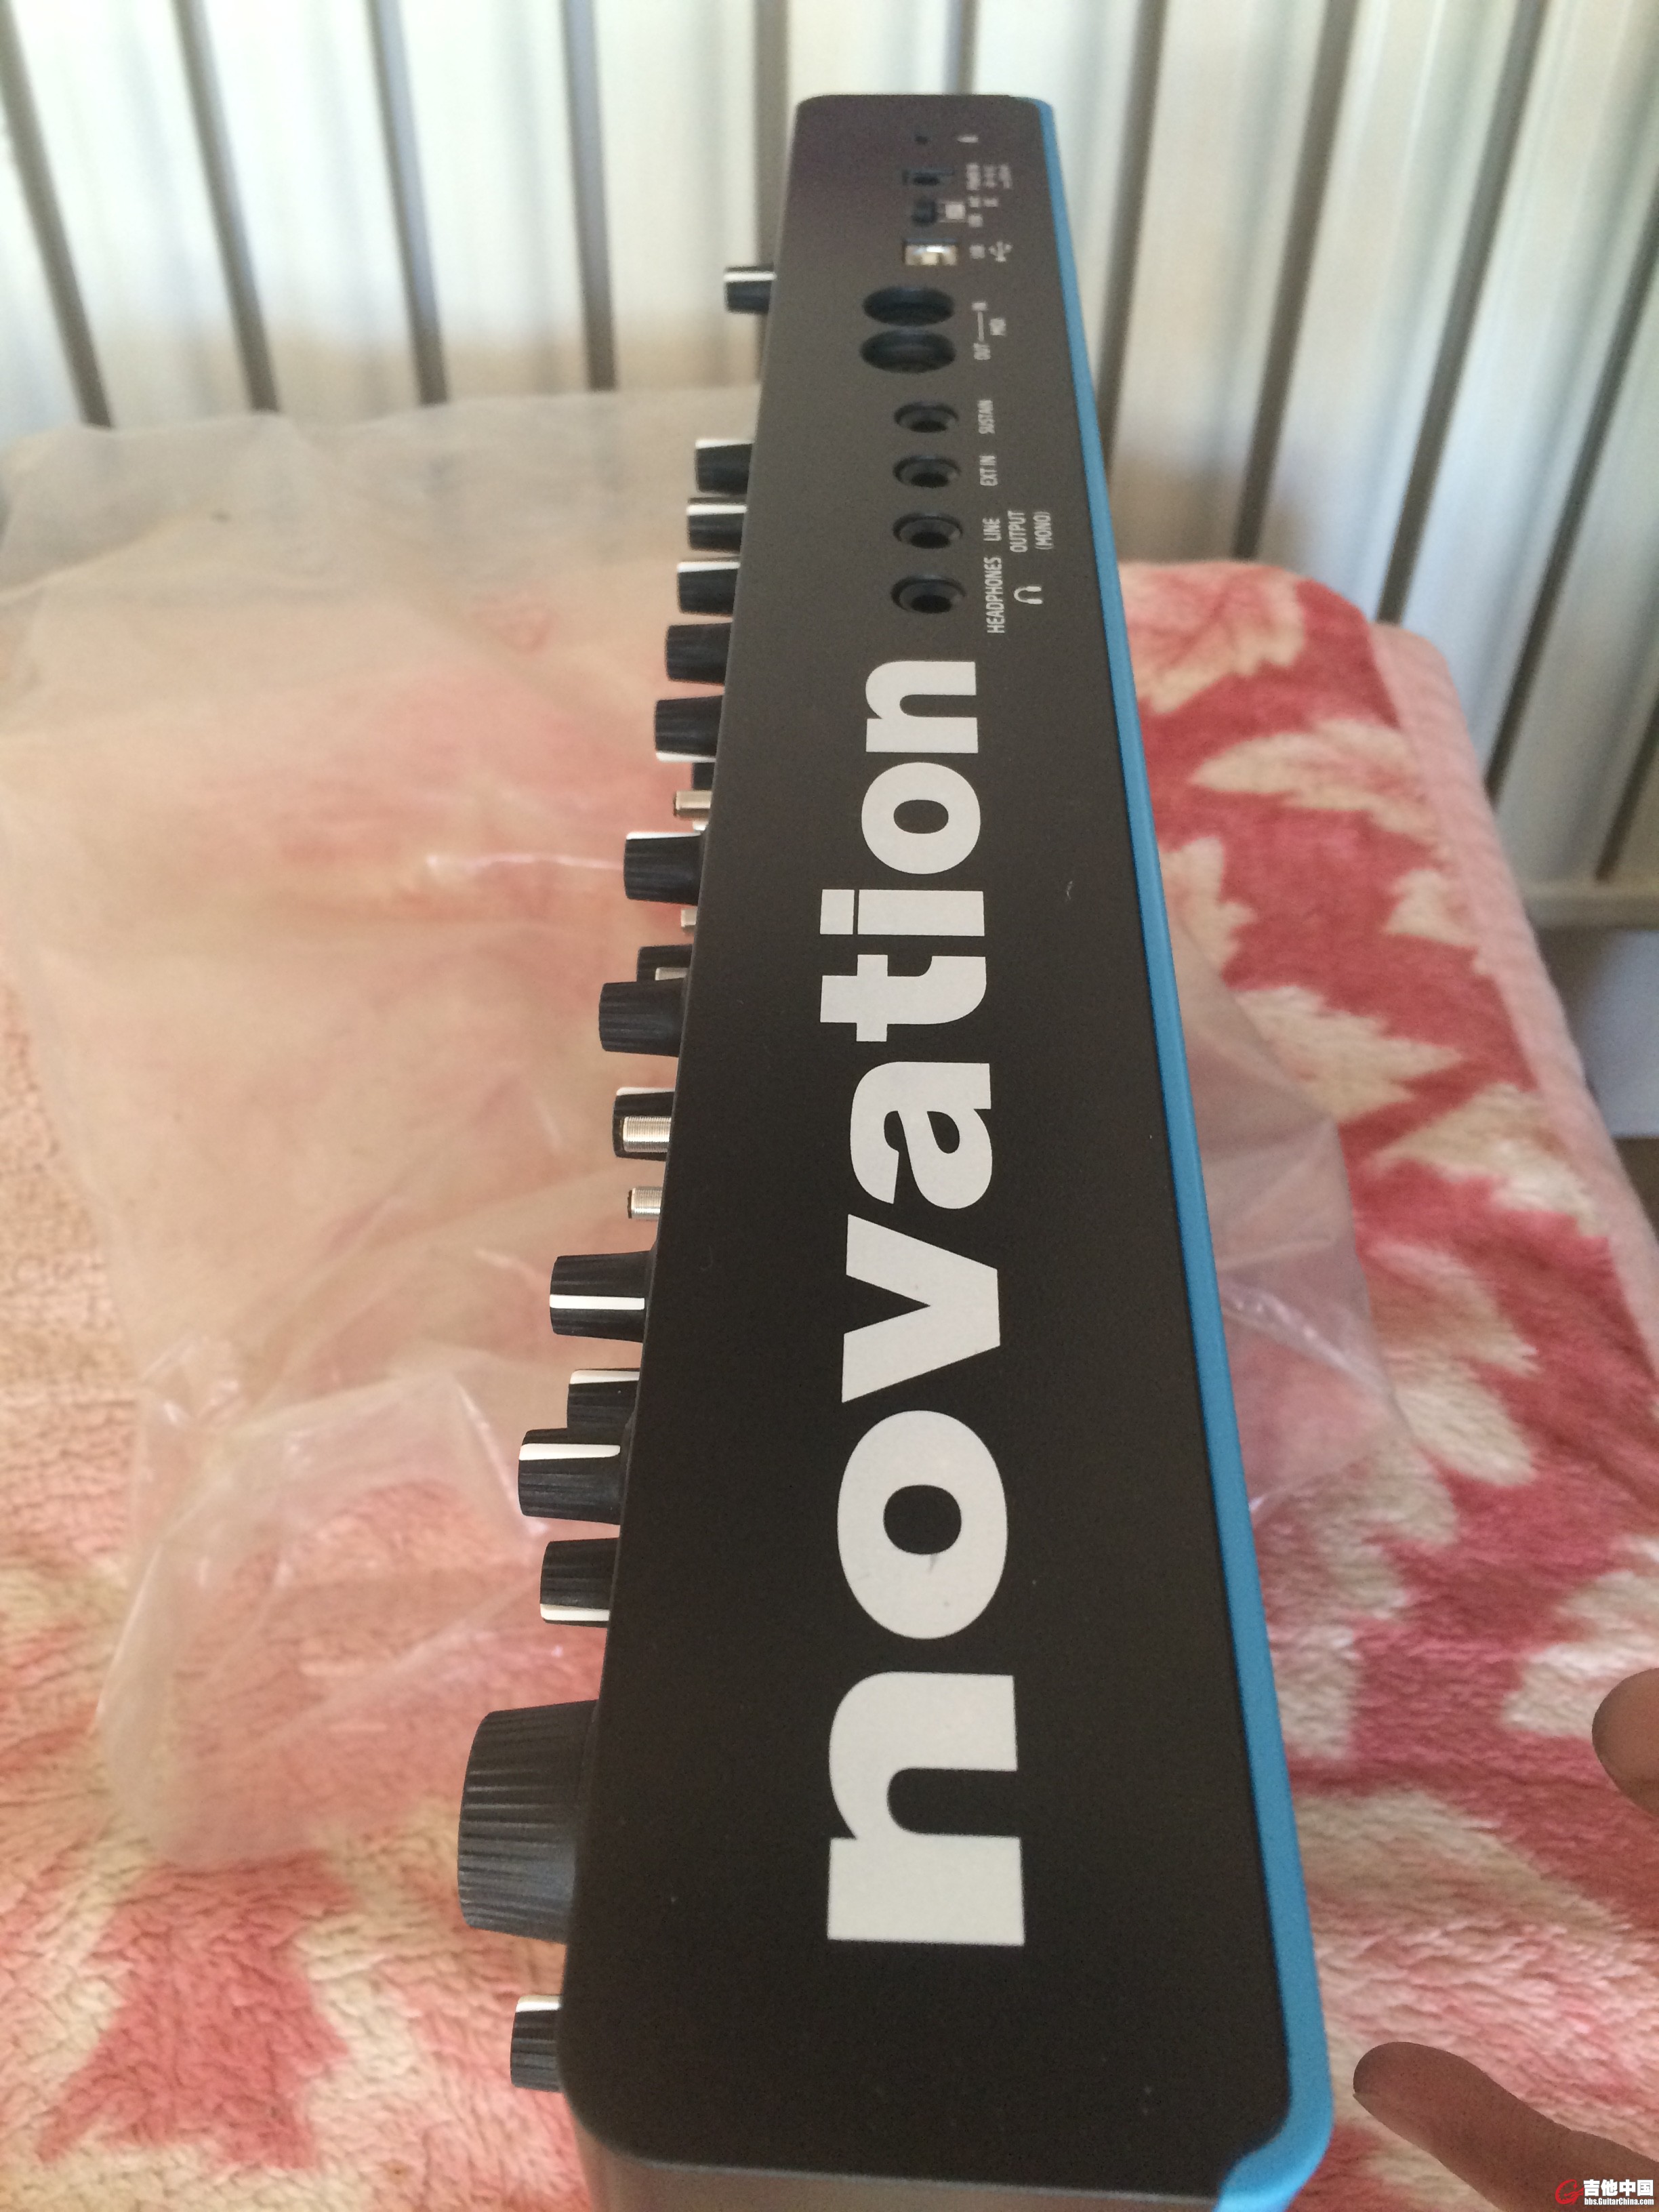 novation
HEADPHONES
LINE
OUTPUT
(MONO)
EXT IN
SUSTAIN
OUT
IN
MIDI
吉他中国
bbs.GuitarChina.com